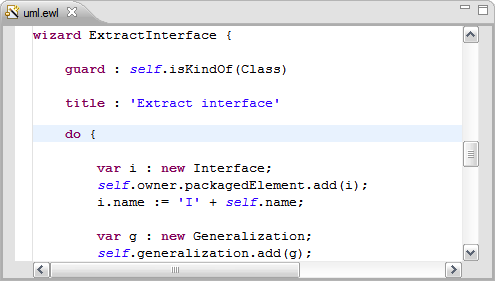 uml.ewl
wizard ExtractInterface {
guard : self.isKindOf(Class)
title : 'Extract interface'
do {
var i : new Interface;
self.owner.packagedElement.add(i);
i.name := 'I' + self.name;
var g : new Generalization;
self.generalization.add(g);